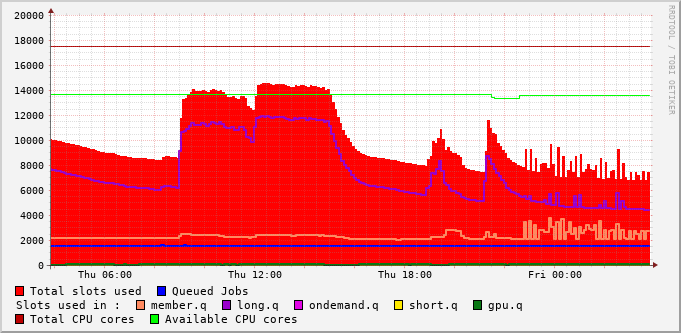 20000
18000
16000
14000
12000
10000
8000
6000
4000
2000
0
Thu 06:00 Thu 12:00 Thu 18:00 Fri 00:00
Total slots used Queued Jobs
Slots used in : member.q long.q ondemand.q short.q gpu.q
Total CPU cores Available CPU cores
RRDTOOL / TOBI OETIKER